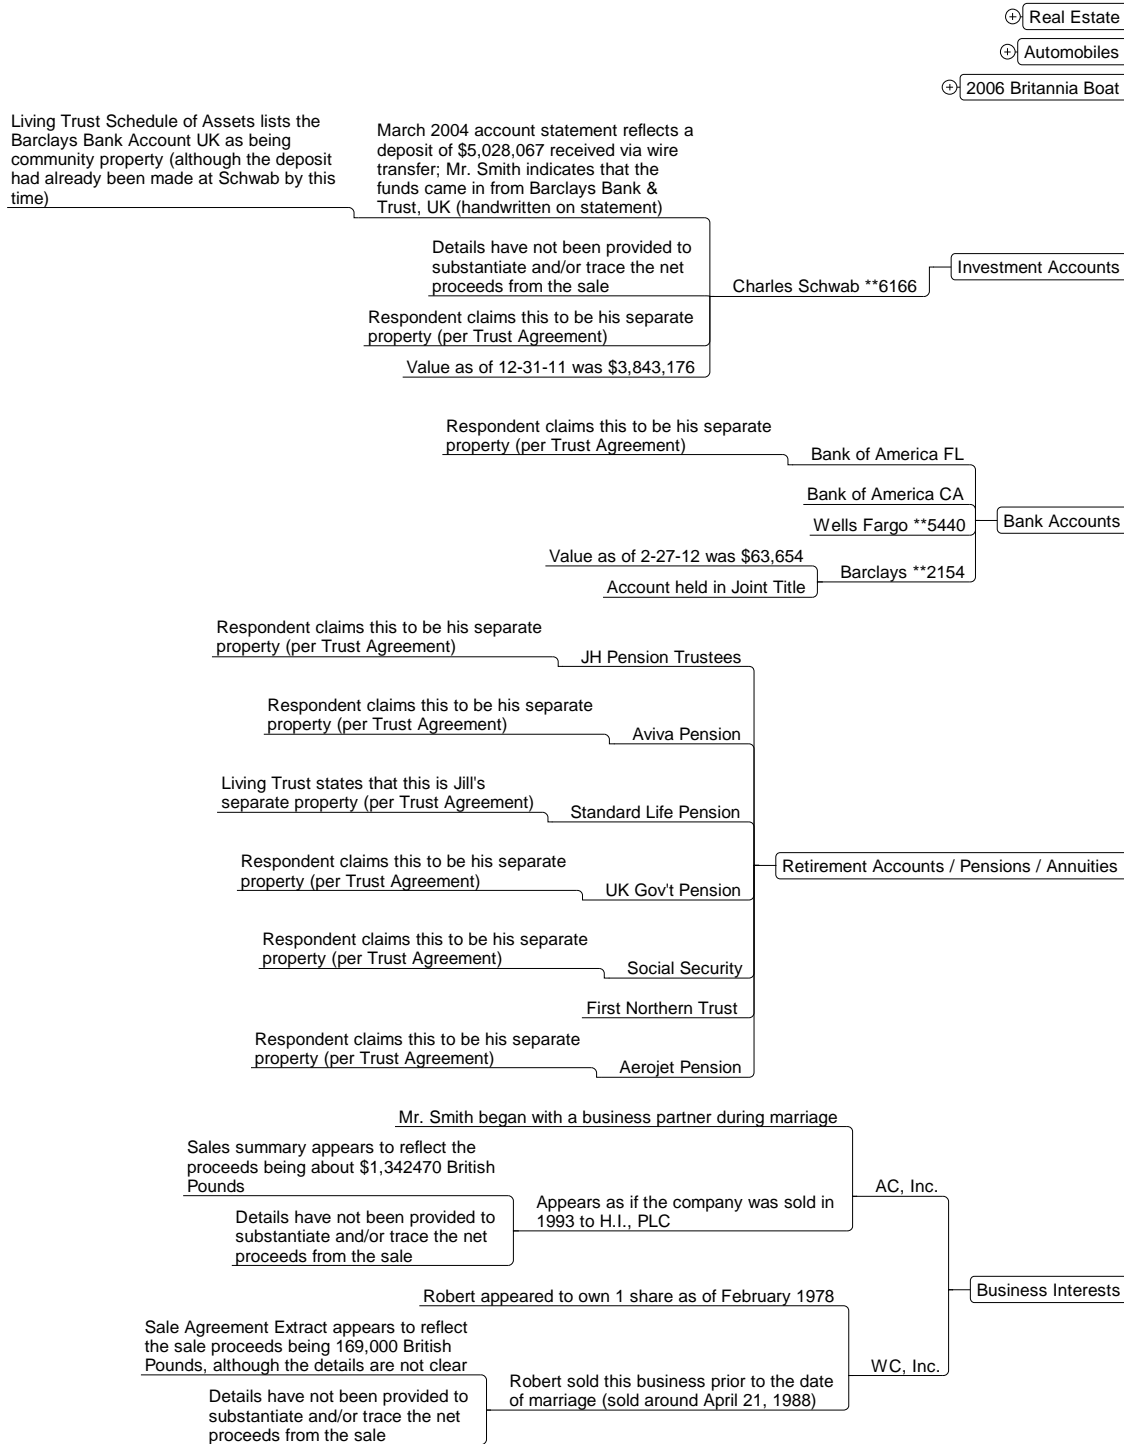 Real Estate
Automobiles
2006 Britannia Boat
Living Trust Schedule of Assets lists the
Barclays Bank Account UK as being
community property (although the deposit
had already been made at Schwab by this
time)
March 2004 account statement reflects a
deposit of $5,028,067 received via wire
transfer; Mr. Smith indicates that the
funds came in from Barclays Bank &
Trust, UK (handwritten on statement)
Details have not been provided to
substantiate and/or trace the net
proceeds from the sale
Respondent claims this to be his separate
property (per Trust Agreement)
Value as of 12-31-11 was $3,843,176
Charles Schwab **6166
Investment Accounts
Respondent claims this to be his separate
property (per Trust Agreement)
Bank of America FL
Bank of America CA
Wells Fargo **5440
Value as of 2-27-12 was $63,654
Account held in Joint Title
Barclays **2154
Bank Accounts
Respondent claims this to be his separate
property (per Trust Agreement)
JH Pension Trustees
Respondent claims this to be his separate
property (per Trust Agreement)
Aviva Pension
Living Trust states that this is Jill's
separate property (per Trust Agreement)
Standard Life Pension
Respondent claims this to be his separate
property (per Trust Agreement)
UK Gov't Pension
Respondent claims this to be his separate
property (per Trust Agreement)
Social Security
First Northern Trust
Respondent claims this to be his separate
property (per Trust Agreement)
Aerojet Pension
Retirement Accounts / Pensions / Annuities
Mr. Smith began with a business partner during marriage
Sales summary appears to reflect the
proceeds being about $1,342470 British
Pounds
Details have not been provided to
substantiate and/or trace the net
proceeds from the sale
Appears as if the company was sold in
1993 to H.I., PLC
AC, Inc.
Robert appeared to own 1 share as of February 1978
Sale Agreement Extract appears to reflect
the sale proceeds being 169,000 British
Pounds, although the details are not clear
Details have not been provided to
substantiate and/or trace the net
proceeds from the sale
Robert sold this business prior to the date
of marriage (sold around April 21, 1988)
WC, Inc.
Business Interests